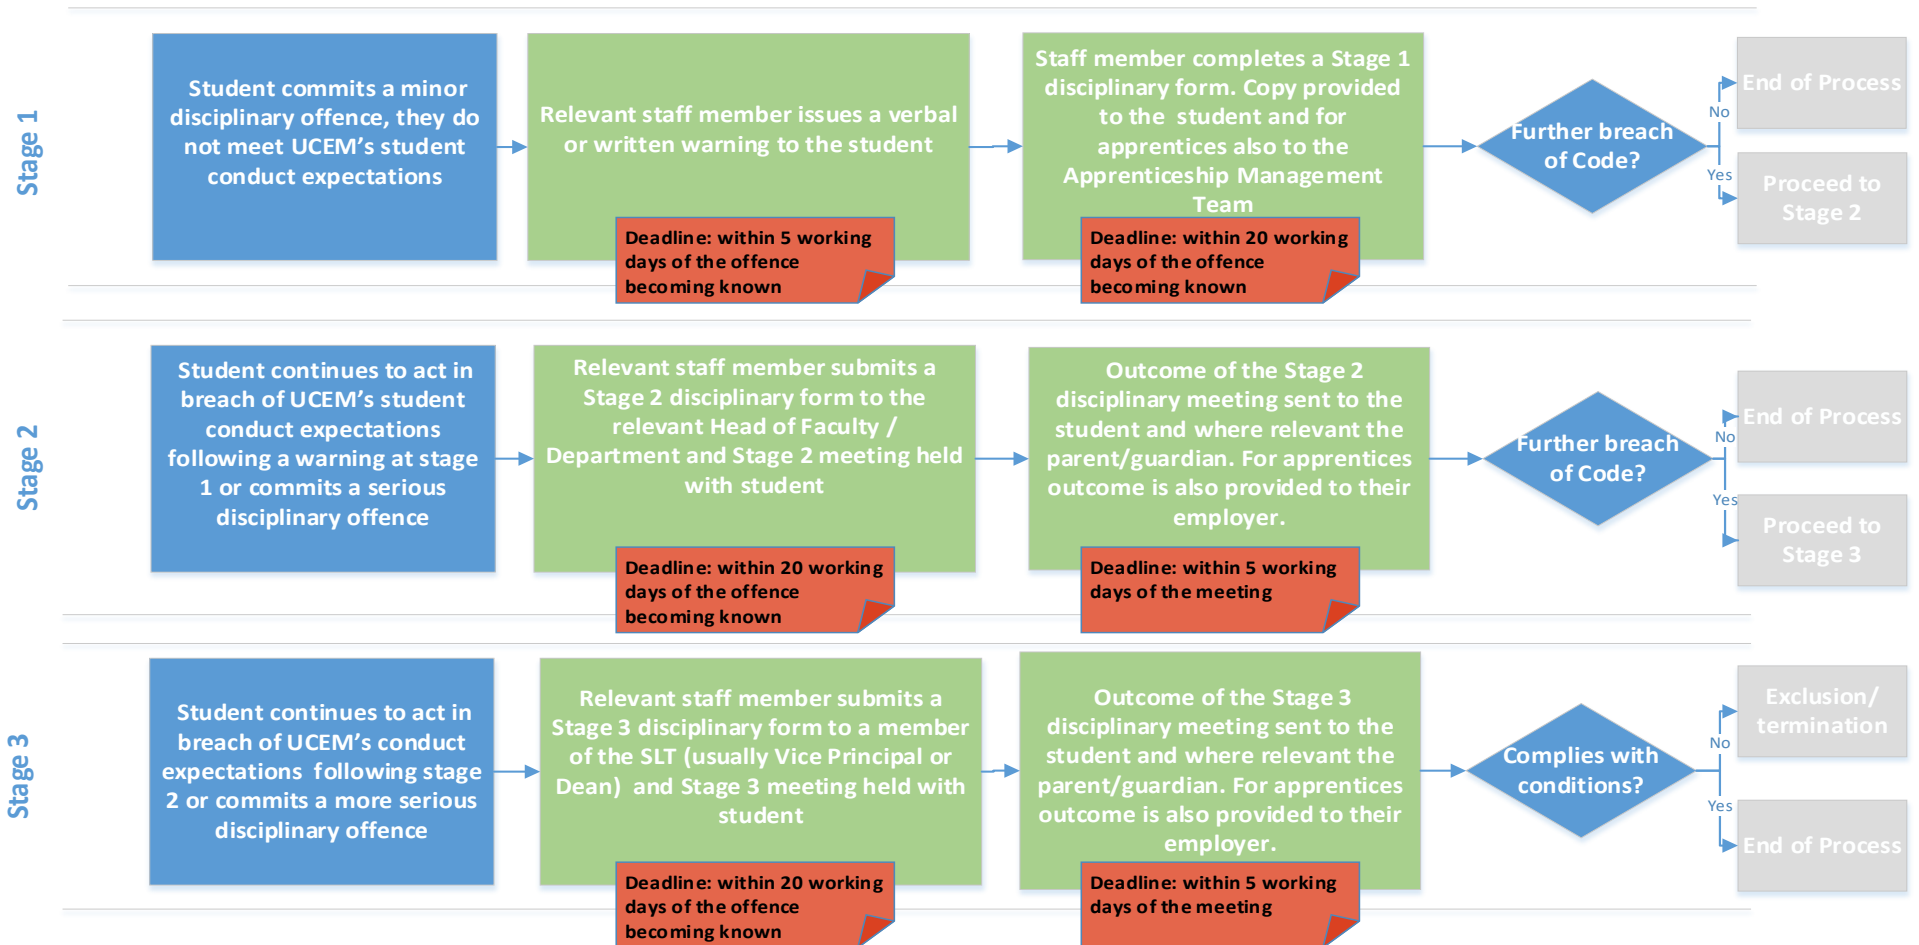 Stage 1
Student commits a minor
disciplinary offence, they do
not meet UCEM's student
conduct expectations
Relevant staff member issues a verbal
or written warning to the student
Deadline: within 5 working
days of the offence
becoming known
Staff member completes a Stage 1
disciplinary form. Copy provided
to the student and for
apprentices also to the
Apprenticeship Management
Team
Deadline: within 20 working
days of the offence
becoming known
Further breach
of Code?
No
End of Process
Yes
Proceed to
Stage 2
Stage 2
Student continues to act in
breach of UCEM's student
conduct expectations
following a warning at stage
1 or commits a serious
disciplinary offence
Relevant staff member submits a
Stage 2 disciplinary form to the
relevant Head of Faculty /
Department and Stage 2 meeting held
with student
Deadline: within 20 working
days of the offence
becoming known
Outcome of the Stage 2
disciplinary meeting sent to the
student and where relevant the
parent/guardian. For apprentices
outcome is also provided to their
employer.
Deadline: within 5 working
days of the meeting
Further breach
of Code?
No
End of Process
Yes
Proceed to
Stage 3
Stage 3
Student continues to act in
breach of UCEM's conduct
expectations following stage
2 or commits a more serious
disciplinary offence
Relevant staff member submits a
Stage 3 disciplinary form to a member
of the SLT (usually Vice Principal or
Dean) and Stage 3 meeting held with
student
Deadline: within 20 working
days of the offence
becoming known
Outcome of the Stage 3
disciplinary meeting sent to the
student and where relevant the
parent/guardian. For apprentices
outcome is also provided to their
employer.
Deadline: within 5 working
days of the meeting
Complies with
conditions?
No
Exclusion/
termination
Yes
End of Process